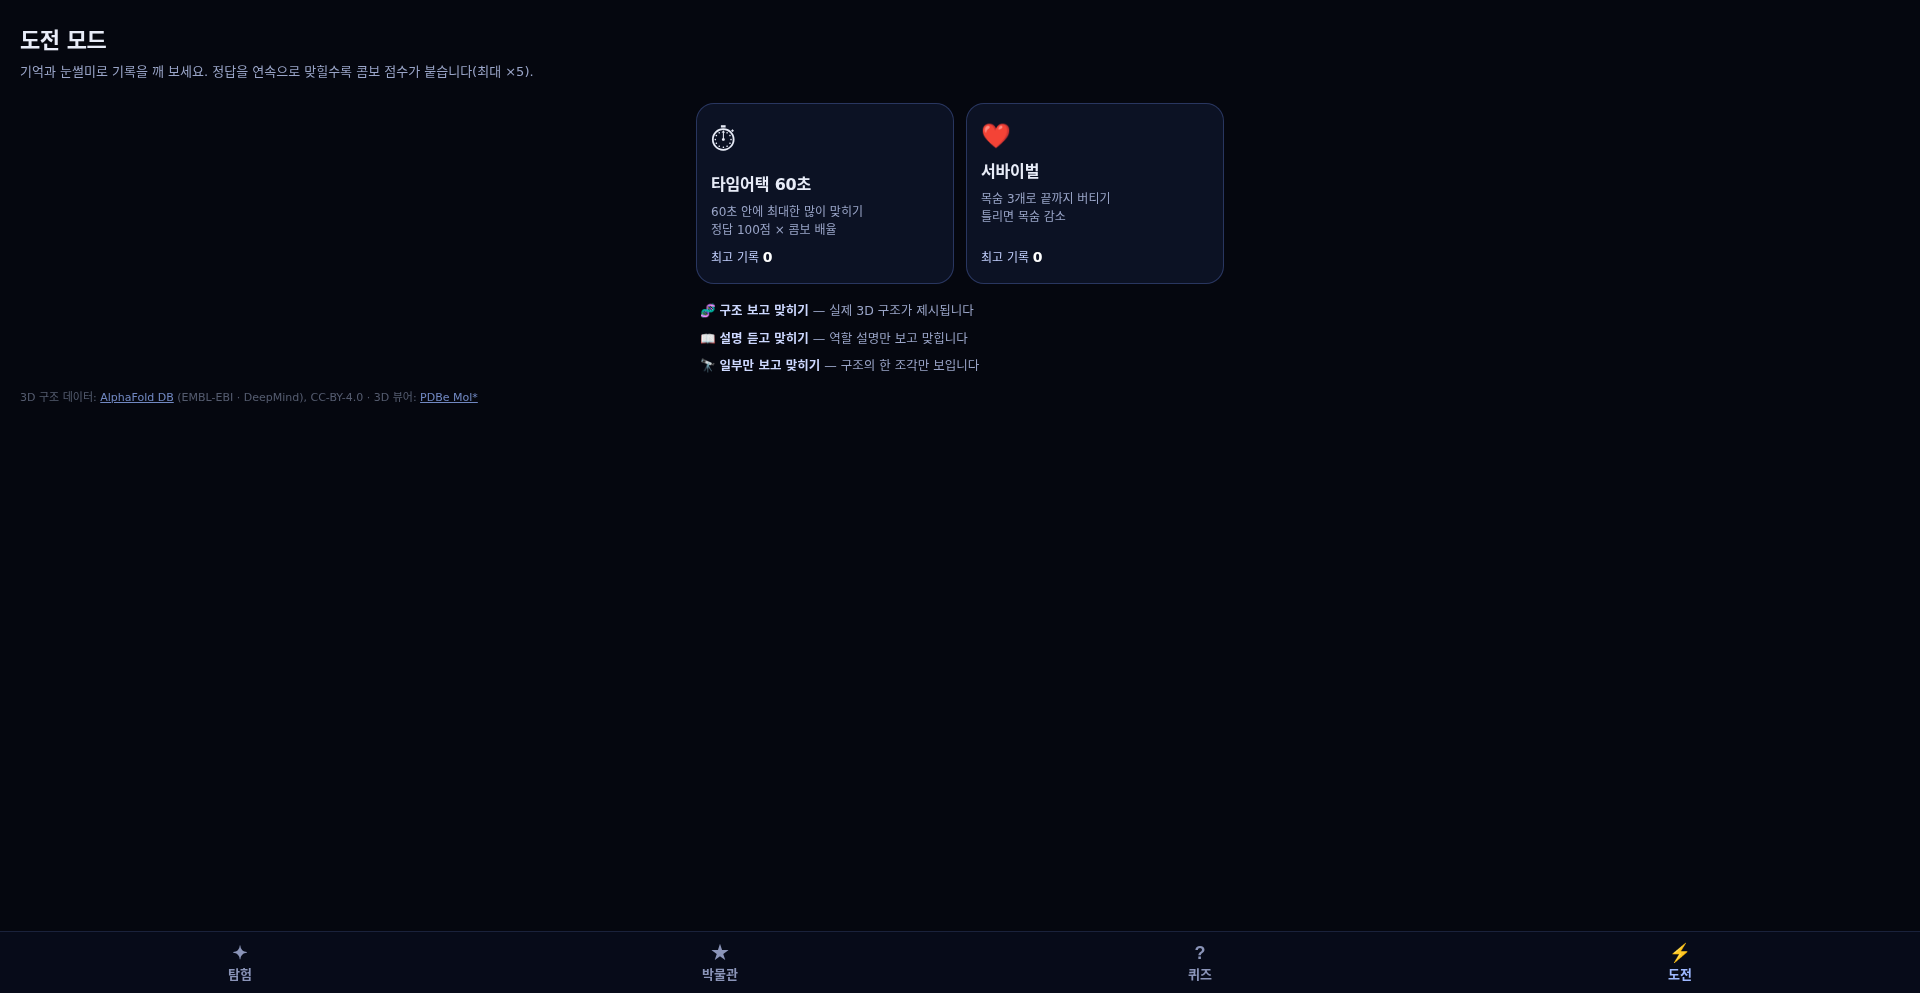 도전 모드
기억과 눈썰미로 기록을 깨 보세요. 정답을 연속으로 맞힐수록 콤보 점수가 붙습니다(최대 ×5).
타임어택 60초
60초 안에 최대한 많이 맞히기
정답 100점 × 콤보 배율
최고 기록 0
서바이벌
목숨 3개로 끝까지 버티기
틀리면 목숨 감소
최고 기록 0
🧬 구조 보고 맞히기 — 실제 3D 구조가 제시됩니다
📖 설명 듣고 맞히기 — 역할 설명만 보고 맞힙니다
🔭 일부만 보고 맞히기 — 구조의 한 조각만 보입니다
3D 구조 데이터: AlphaFold DB (EMBL-EBI · DeepMind), CC-BY-4.0 · 3D 뷰어: PDBe Mol*
탐험
박물관
?
퀴즈
도전